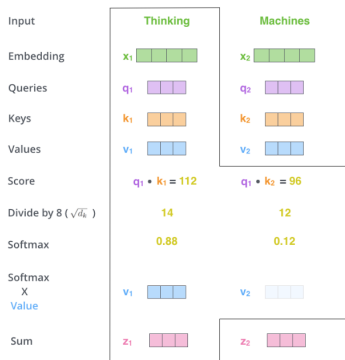 Input Thinking Machines
Embedding x₁ x₂
Queries q₁ q₂
Keys k₁ k₂
Values v₁ v₂
Score q₁ • k₁ = 112 q₁ • k₂ = 96
Divide by 8 ( √dₖ ) 14 12
Softmax 0.88 0.12
Softmax
X
Value v₁ v₂
Sum z₁ z₂